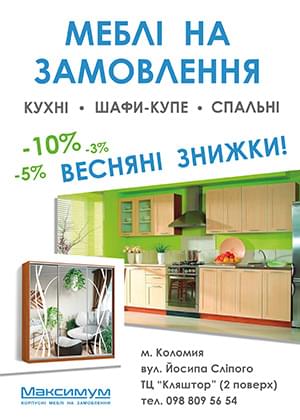 МЕБЛІ НА
ЗАМОВЛЕННЯ
КУХНІ • ШАФИ-КУПЕ • СПАЛЬНІ
-10% -3%
-5% ВЕСНЯНІ ЗНИЖКИ!
м. Коломия
вул. Йосипа Сліпого
ТЦ “Кляштор” (2 поверх)
тел. 098 809 56 54
Максимум
КОРПУСНІ МЕБЛІ НА ЗАМОВЛЕННЯ